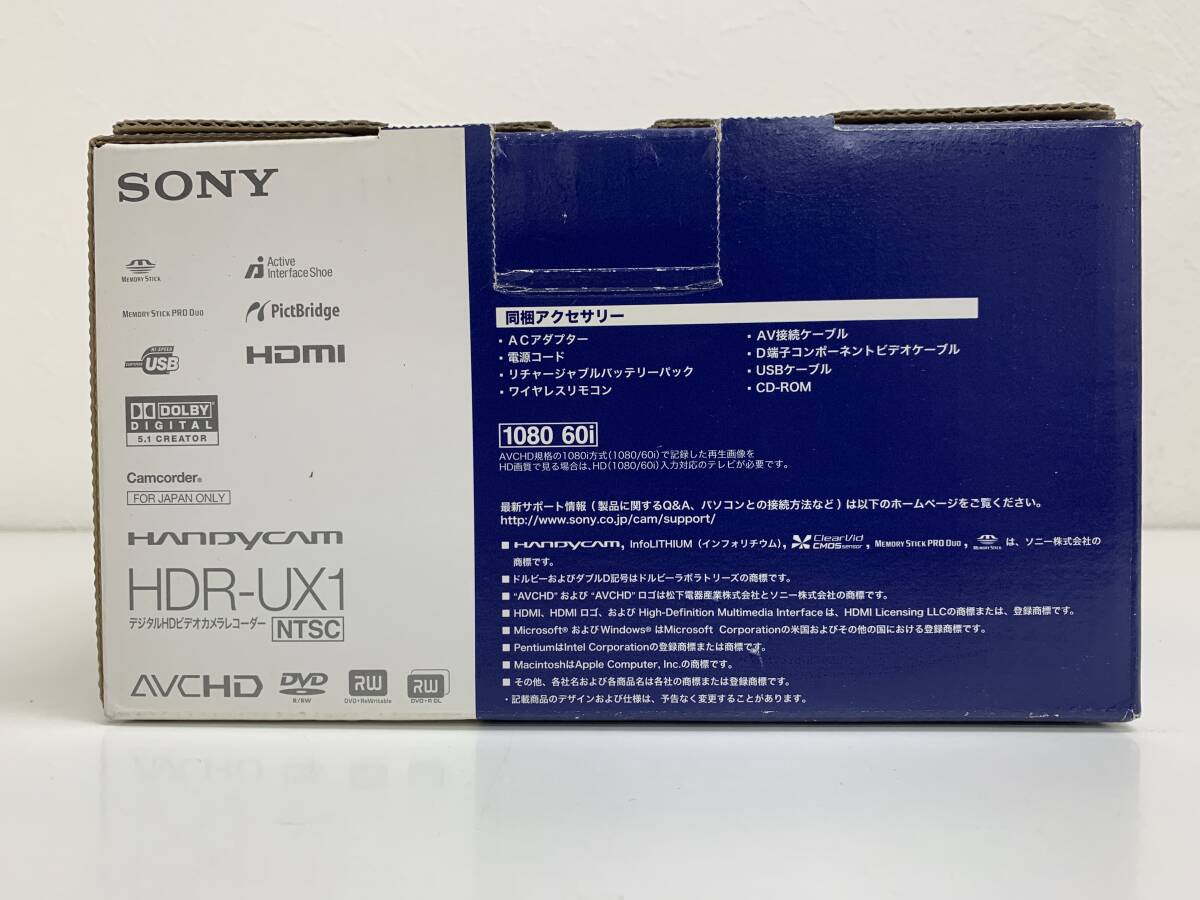 SONY
MEMORY STICK
Active
Interface Shoe
MEMORY STICK PRO DUO
PictBridge
HI-SPEED
CERTIFIED
USB
HDMI
DOLBY
DIGITAL
5.1 CREATOR
Camcorder®
FOR JAPAN ONLY
HANDYCAM
HDR-UX1
デジタルHDビデオカメラレコーダー
NTSC
AVCHD
DVD
R/RW
RW
DVD+ReWritable
RW
DVD+R DL
同梱アクセサリー
・ACアダプター
・電源コード
・リチャージャブルバッテリーパック
・ワイヤレスリモコン
・AV接続ケーブル
・D端子コンポーネントビデオケーブル
・USBケーブル
・CD-ROM
1080 60i
AVCHD規格の1080i方式(1080/60i)で記録した再生画像を
HD画質で見る場合は、HD(1080/60i)入力対応のテレビが必要です。
最新サポート情報（製品に関するQ&A、パソコンとの接続方法など）は以下のホームページをご覧ください。
http://www.sony.co.jp/cam/support/
■ HANDYCAM, InfoLITHIUM（インフォリチウム）, ClearVid CMOS SENSOR, MEMORY STICK PRO DUO, MEMORY STICK は、ソニー株式会社の
商標です。
■ ドルビーおよびダブルD記号はドルビーラボラトリーズの商標です。
■ “AVCHD” および “AVCHD” ロゴは松下電器産業株式会社とソニー株式会社の商標です。
■ HDMI、HDMI ロゴ、および High-Definition Multimedia Interface は、HDMI Licensing LLCの商標または、登録商標です。
■ Microsoft® および Windows® はMicrosoft Corporationの米国およびその他の国における登録商標です。
■ PentiumはIntel Corporationの登録商標または商標です。
■ MacintoshはApple Computer, Inc.の商標です。
■ その他、各社名および各商品名は各社の商標または登録商標です。
・記載商品のデザインおよび仕様は、予告なく変更することがあります。